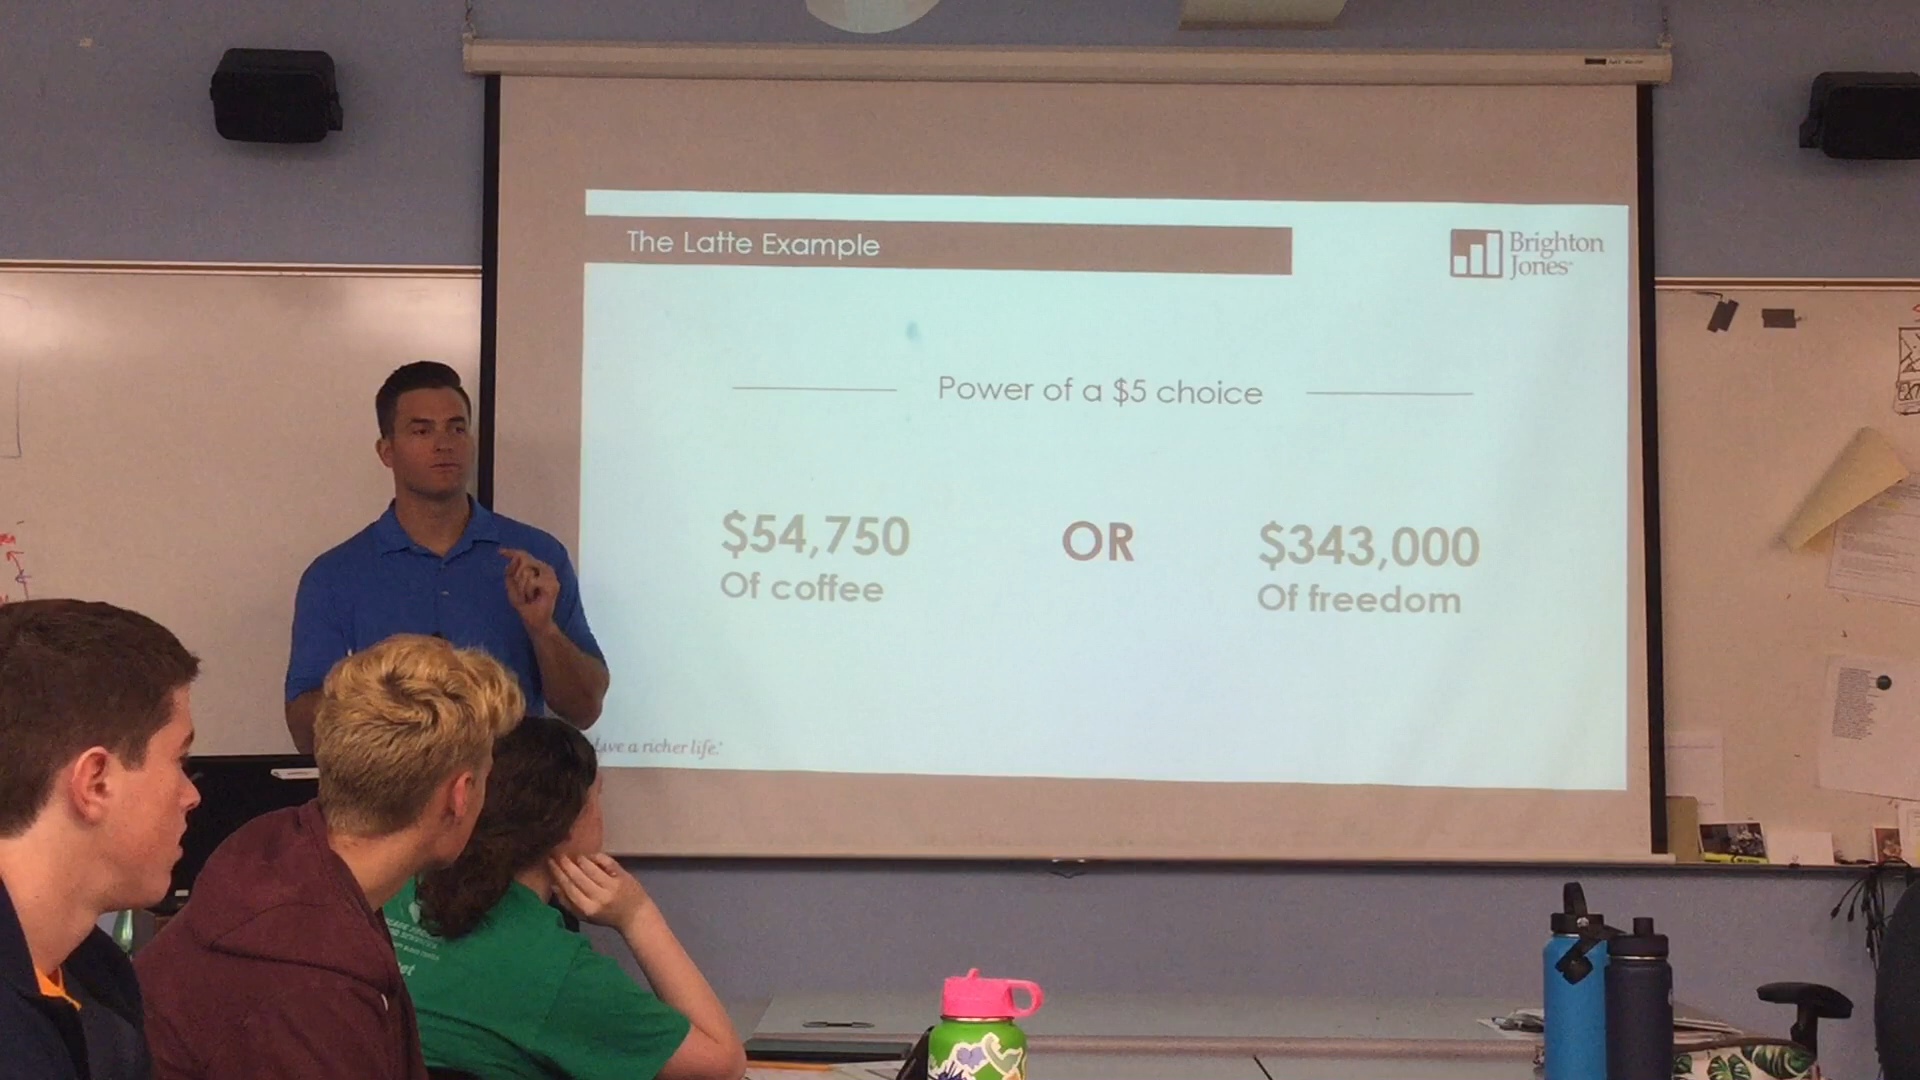 The Latte Example
Brighton
Jones
Power of a $5 choice
$54,750
Of coffee
OR
$343,000
Of freedom
Live a richer life.